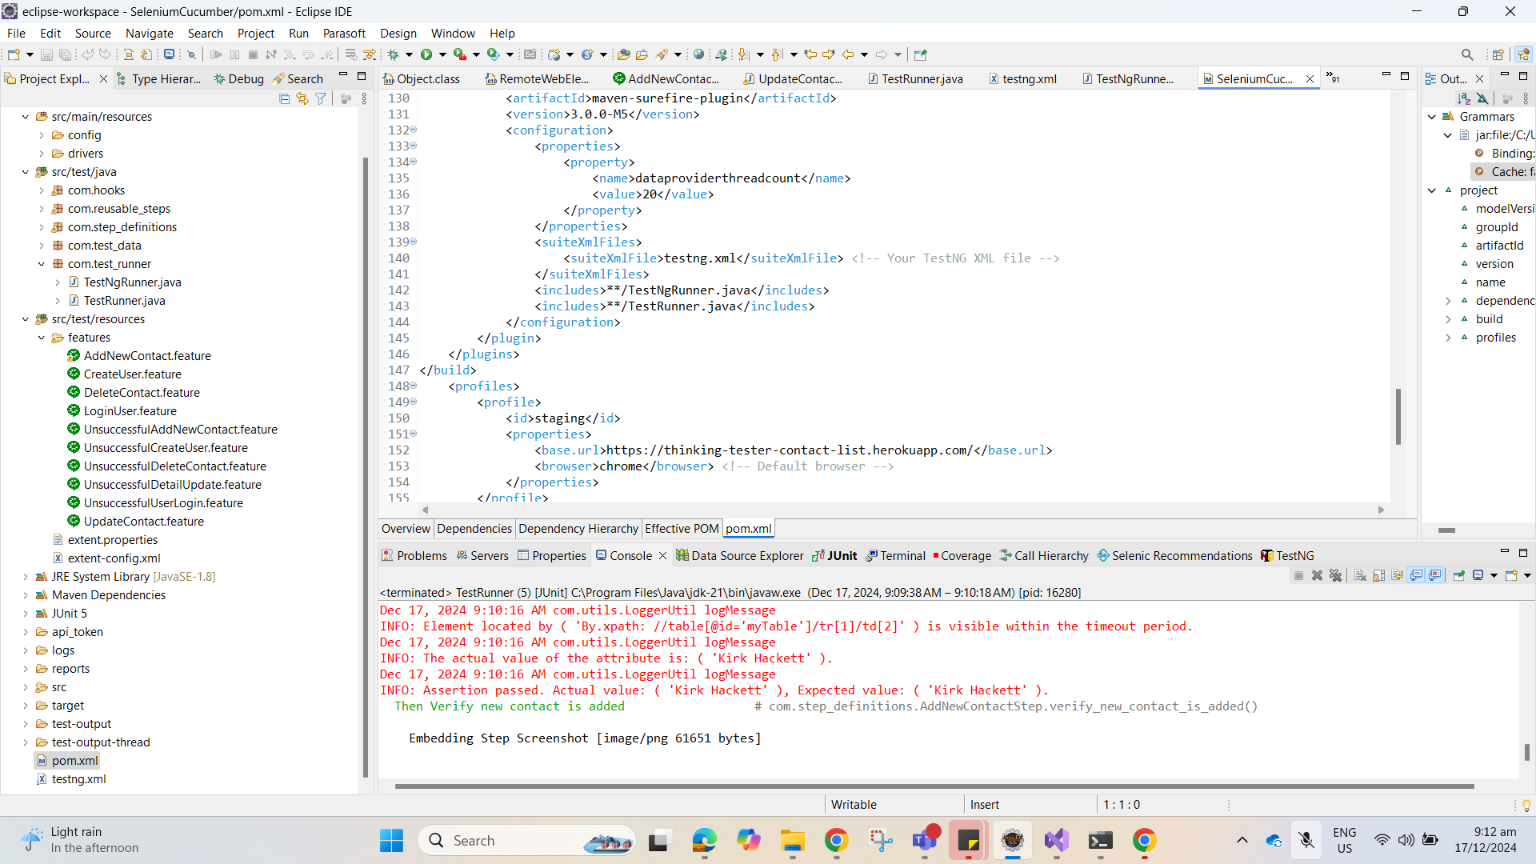 eclipse-workspace - SeleniumCucumber/pom.xml - Eclipse IDE
File Edit Source Navigate Search Project Run Parasoft Design Window Help
Project Expl... Type Hierar... Debug Search
Object.class RemoteWebEle... AddNewContac... UpdateContac... TestRunner.java testng.xml TestNgRunne... SeleniumCuc... »91
Out...
src/main/resources
config
drivers
src/test/java
com.hooks
com.reusable_steps
com.step_definitions
com.test_data
com.test_runner
TestNgRunner.java
TestRunner.java
src/test/resources
features
AddNewContact.feature
CreateUser.feature
DeleteContact.feature
LoginUser.feature
UnsuccessfulAddNewContact.feature
UnsuccessfulCreateUser.feature
UnsuccessfulDeleteContact.feature
UnsuccessfulDetailUpdate.feature
UnsuccessfulUserLogin.feature
UpdateContact.feature
extent.properties
extent-config.xml
JRE System Library [JavaSE-1.8]
Maven Dependencies
JUnit 5
api_token
logs
reports
src
target
test-output
test-output-thread
pom.xml
testng.xml
130 <artifactId>maven-surefire-plugin</artifactId>
131 <version>3.0.0-M5</version>
132 <configuration>
133 <properties>
134 <property>
135 <name>dataproviderthreadcount</name>
136 <value>20</value>
137 </property>
138 </properties>
139 <suiteXmlFiles>
140 <suiteXmlFile>testng.xml</suiteXmlFile> <!-- Your TestNG XML file -->
141 </suiteXmlFiles>
142 <includes>**/TestNgRunner.java</includes>
143 <includes>**/TestRunner.java</includes>
144 </configuration>
145 </plugin>
146 </plugins>
147 </build>
148 <profiles>
149 <profile>
150 <id>staging</id>
151 <properties>
152 <base.url>https://thinking-tester-contact-list.herokuapp.com/</base.url>
153 <browser>chrome</browser> <!-- Default browser -->
154 </properties>
155 </profile>
Overview Dependencies Dependency Hierarchy Effective POM pom.xml
Grammars
jar:file:/C:/U
Binding:
Cache: fa
project
modelVersi
groupId
artifactId
version
name
dependenc
build
profiles
Problems Servers Properties Console Data Source Explorer JUnit Terminal Coverage Call Hierarchy Selenic Recommendations TestNG
<terminated> TestRunner (5) [JUnit] C:\Program Files\Java\jdk-21\bin\javaw.exe (Dec 17, 2024, 9:09:38 AM – 9:10:18 AM) [pid: 16280]
Dec 17, 2024 9:10:16 AM com.utils.LoggerUtil logMessage
INFO: Element located by ( 'By.xpath: //table[@id='myTable']/tr[1]/td[2]' ) is visible within the timeout period.
Dec 17, 2024 9:10:16 AM com.utils.LoggerUtil logMessage
INFO: The actual value of the attribute is: ( 'Kirk Hackett' ).
Dec 17, 2024 9:10:16 AM com.utils.LoggerUtil logMessage
INFO: Assertion passed. Actual value: ( 'Kirk Hackett' ), Expected value: ( 'Kirk Hackett' ).
Then Verify new contact is added # com.step_definitions.AddNewContactStep.verify_new_contact_is_added()
Embedding Step Screenshot [image/png 61651 bytes]
Writable Insert 1 : 1 : 0
Light rain
In the afternoon
Search
ENG
US
9:12 am
17/12/2024